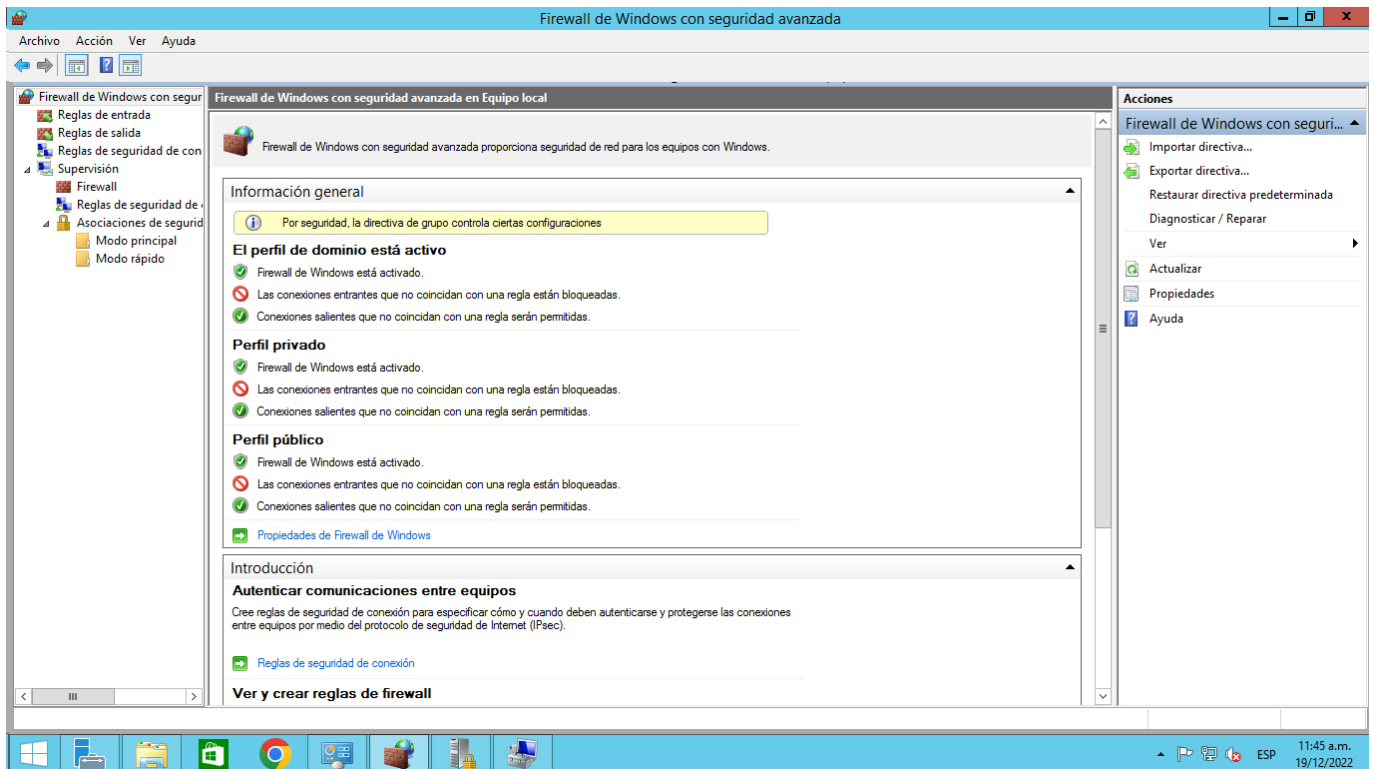 Firewall de Windows con seguridad avanzada
Archivo Acción Ver Ayuda
Firewall de Windows con segur
Reglas de entrada
Reglas de salida
Reglas de seguridad de con
Supervisión
Firewall
Reglas de seguridad de
Asociaciones de segurid
Modo principal
Modo rápido
Firewall de Windows con seguridad avanzada en Equipo local
Firewall de Windows con seguridad avanzada proporciona seguridad de red para los equipos con Windows.
Información general
Por seguridad, la directiva de grupo controla ciertas configuraciones
El perfil de dominio está activo
Firewall de Windows está activado.
Las conexiones entrantes que no coincidan con una regla están bloqueadas.
Conexiones salientes que no coincidan con una regla serán permitidas.
Perfil privado
Firewall de Windows está activado.
Las conexiones entrantes que no coincidan con una regla están bloqueadas.
Conexiones salientes que no coincidan con una regla serán permitidas.
Perfil público
Firewall de Windows está activado.
Las conexiones entrantes que no coincidan con una regla están bloqueadas.
Conexiones salientes que no coincidan con una regla serán permitidas.
Propiedades de Firewall de Windows
Introducción
Autenticar comunicaciones entre equipos
Cree reglas de seguridad de conexión para especificar cómo y cuando deben autenticarse y protegerse las conexiones
entre equipos por medio del protocolo de seguridad de Internet (IPsec).
Reglas de seguridad de conexión
Ver y crear reglas de firewall
Acciones
Firewall de Windows con seguri...
Importar directiva...
Exportar directiva...
Restaurar directiva predeterminada
Diagnosticar / Reparar
Ver
Actualizar
Propiedades
Ayuda
ESP
11:45 a.m.
19/12/2022